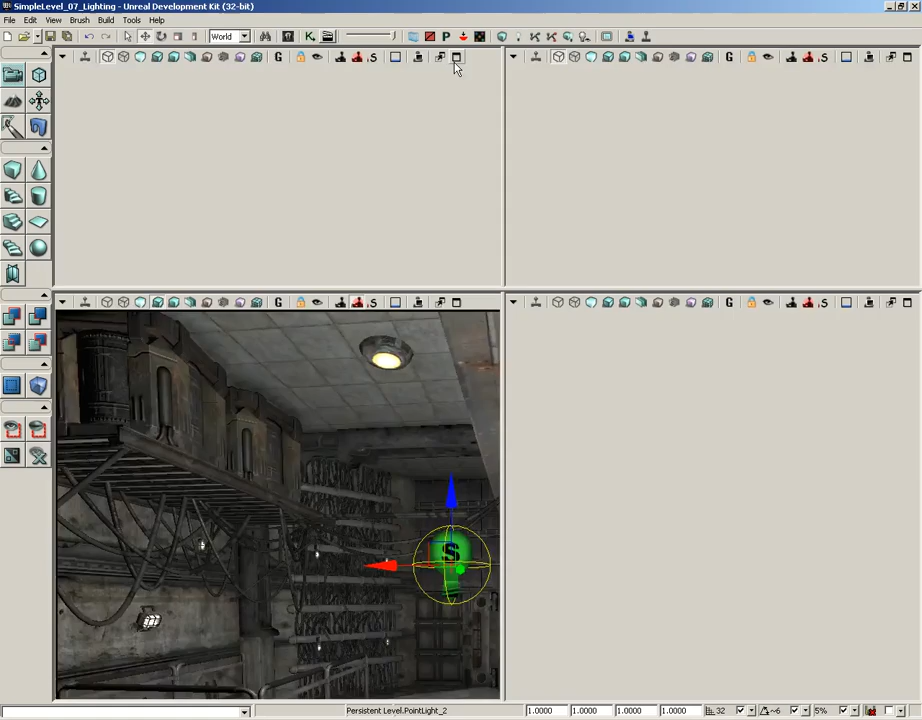 SimpleLevel_07_Lighting - Unreal Development Kit (32-bit)
File Edit View Brush Build Tools Help
World
K P
G S
G S
G S
G S
S
Persistent Level.PointLight_2 1.0000 1.0000 1.0000 1.0000 32 ~6 5%